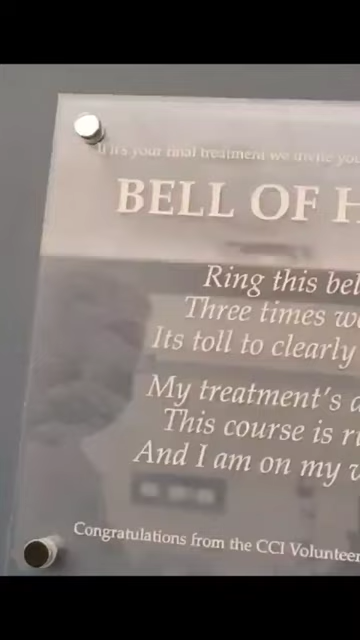 If it's your final treatment we invite you
BELL OF H
Ring this bel
Three times w
Its toll to clearly
My treatment's
This course is r
And I am on my
Congratulations from the CCI Volunteer